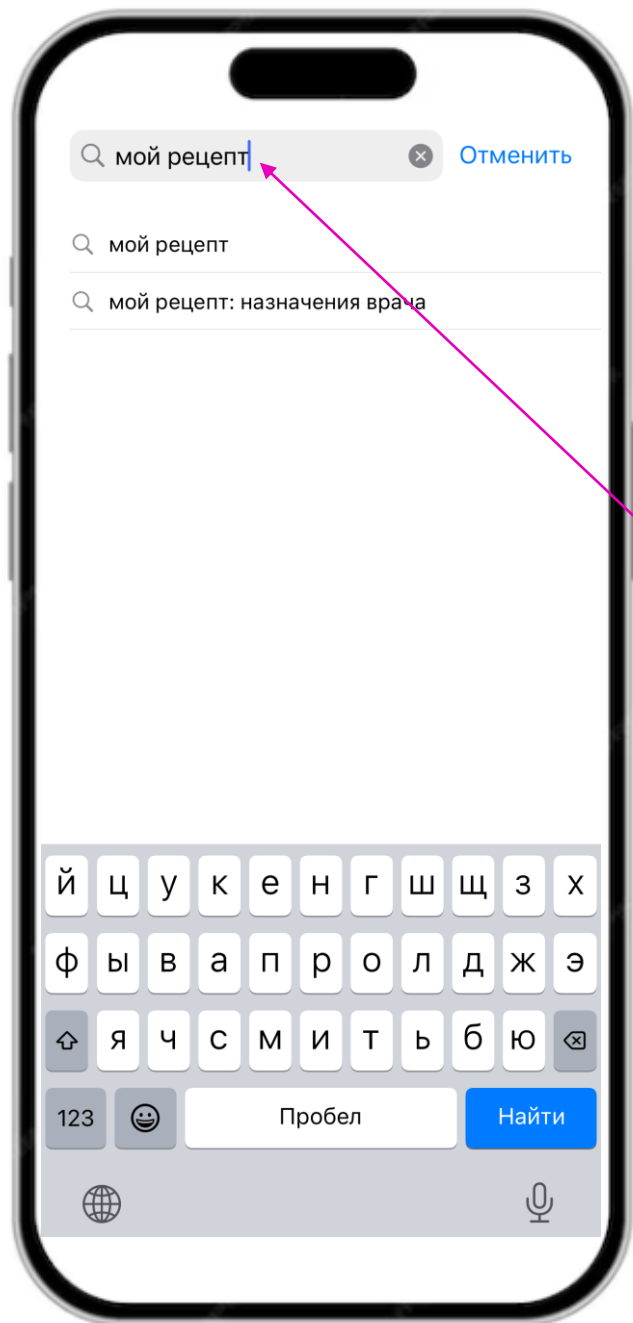 мой рецепт Отменить
мой рецепт
мой рецепт: назначения врача
й ц у к е н г ш щ з х
ф ы в а п р о л д ж э
я ч с м и т ь б ю
123 Пробел Найти